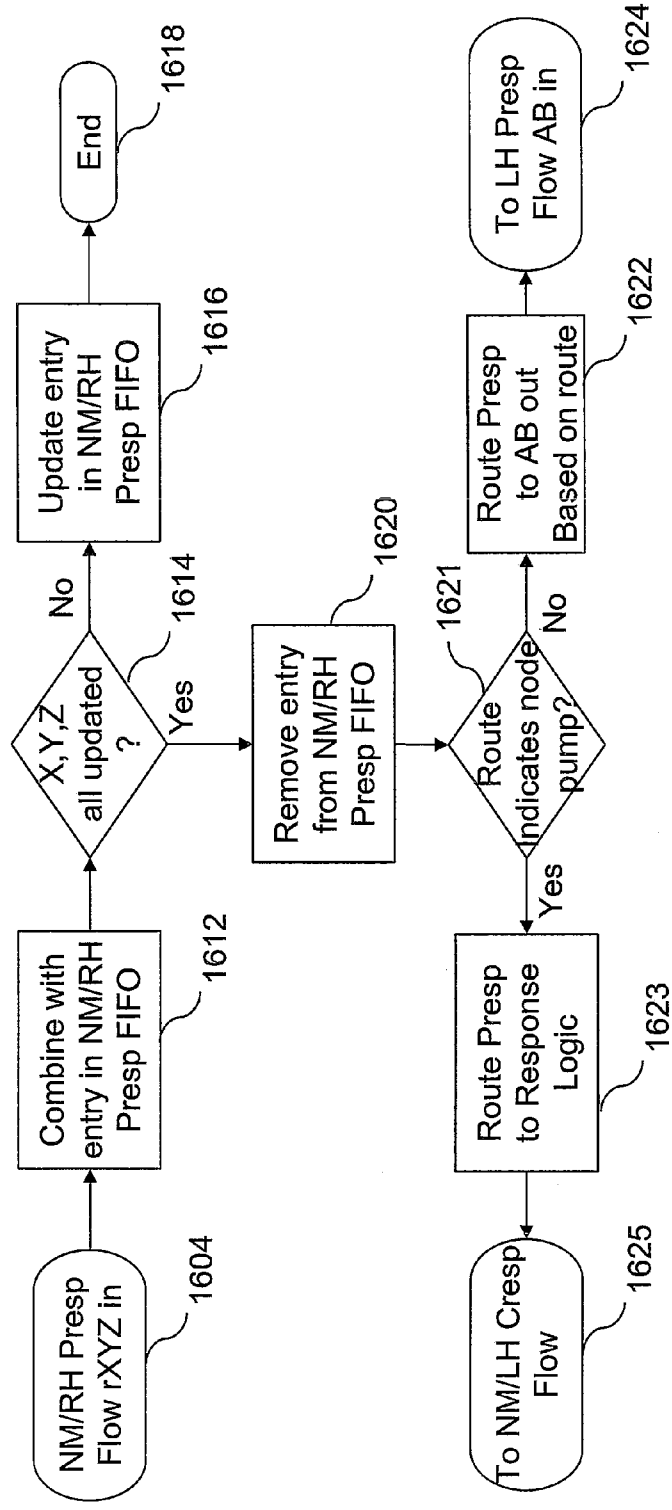 NM/RH Presp
Flow rXYZ in
1604
Combine with
entry in NM/RH
Presp FIFO
1612
X,Y,Z
all updated
?
1614
No
Yes
Update entry
in NM/RH
Presp FIFO
1616
End
1618
Remove entry
from NM/RH
Presp FIFO
1620
Route
Indicates node
pump?
1621
Yes
No
Route Presp
to Response
Logic
1623
To NM/LH Cresp
Flow
1625
Route Presp
to AB out
Based on route
1622
To LH Presp
Flow AB in
1624